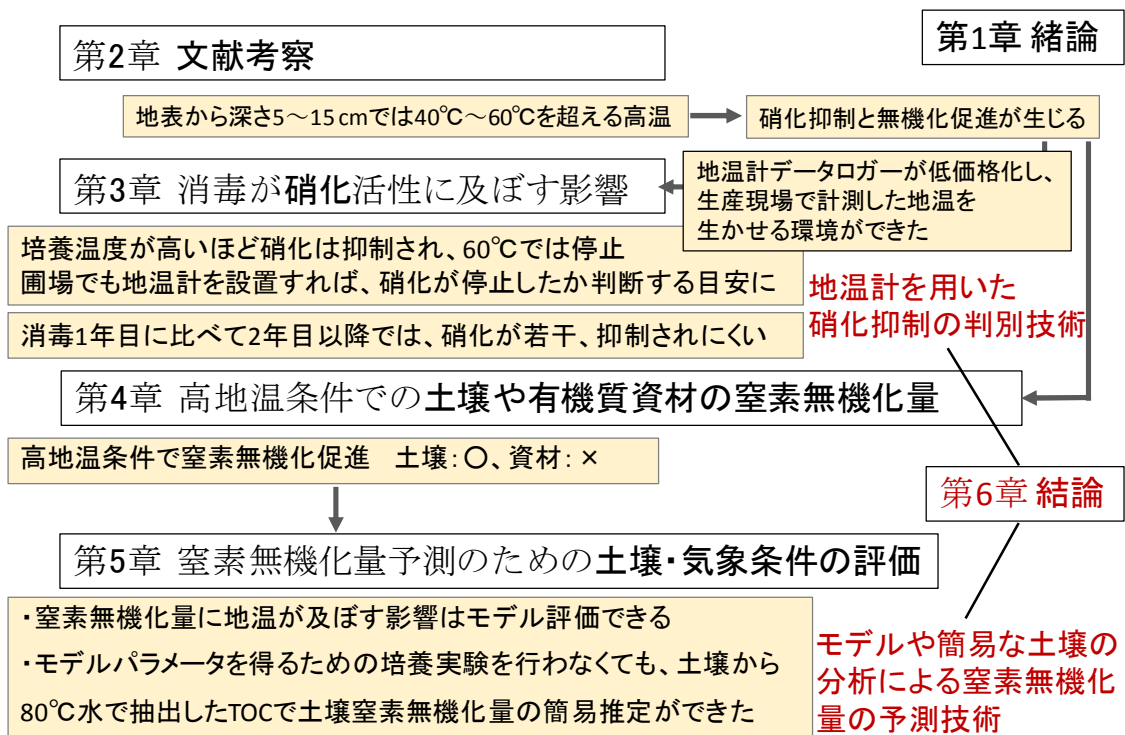 第1章 緒論
第2章 文献考察
地表から深さ5～15cmでは40℃～60℃を超える高温
硝化抑制と無機化促進が生じる
地温計データロガーが低価格化し、
生産現場で計測した地温を
生かせる環境ができた
第3章 消毒が硝化活性に及ぼす影響
培養温度が高いほど硝化は抑制され、60℃では停止
圃場でも地温計を設置すれば、硝化が停止したか判断する目安に
消毒1年目に比べて2年目以降では、硝化が若干、抑制されにくい
地温計を用いた
硝化抑制の判別技術
第4章 高地温条件での土壌や有機質資材の窒素無機化量
高地温条件で窒素無機化促進　土壌：〇、資材：×
第6章 結論
第5章 窒素無機化量予測のための土壌・気象条件の評価
・窒素無機化量に地温が及ぼす影響はモデル評価できる
・モデルパラメータを得るための培養実験を行わなくても、土壌から
80℃水で抽出したTOCで土壌窒素無機化量の簡易推定ができた
モデルや簡易な土壌の
分析による窒素無機化
量の予測技術